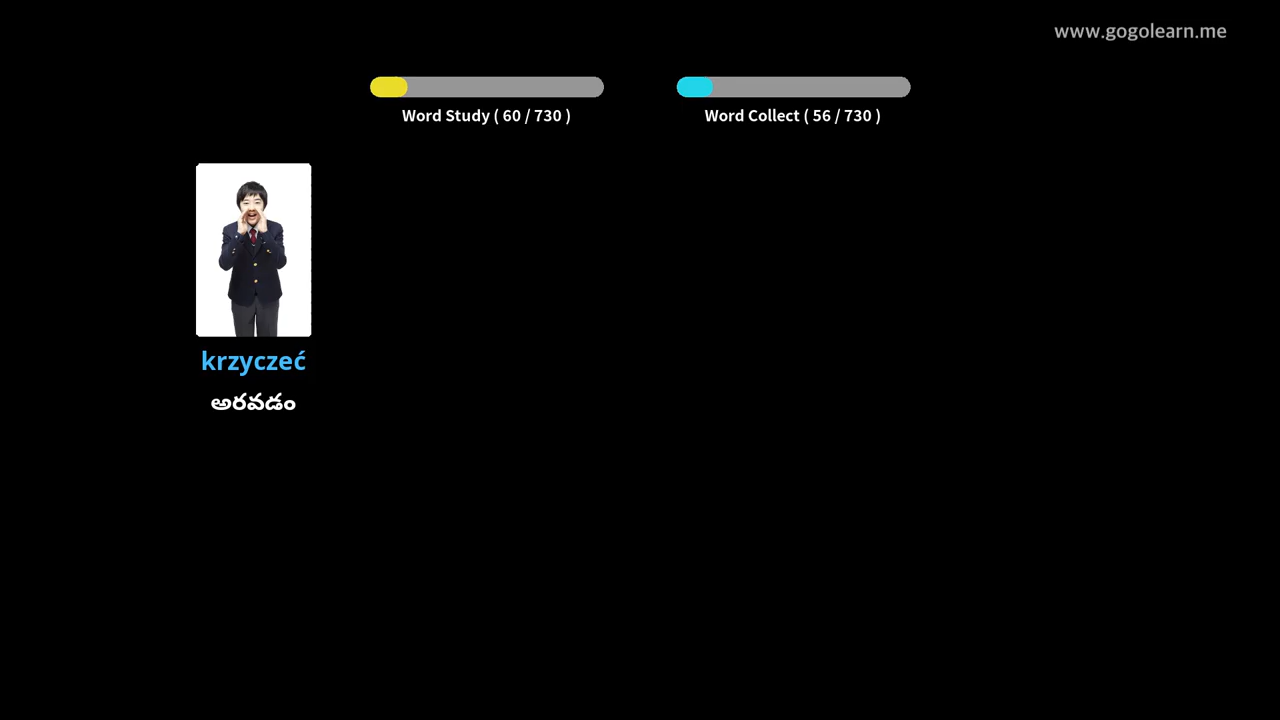 www.gogolearn.me
Word Study ( 60 / 730 )
Word Collect ( 56 / 730 )
krzyczeć
అరవడం